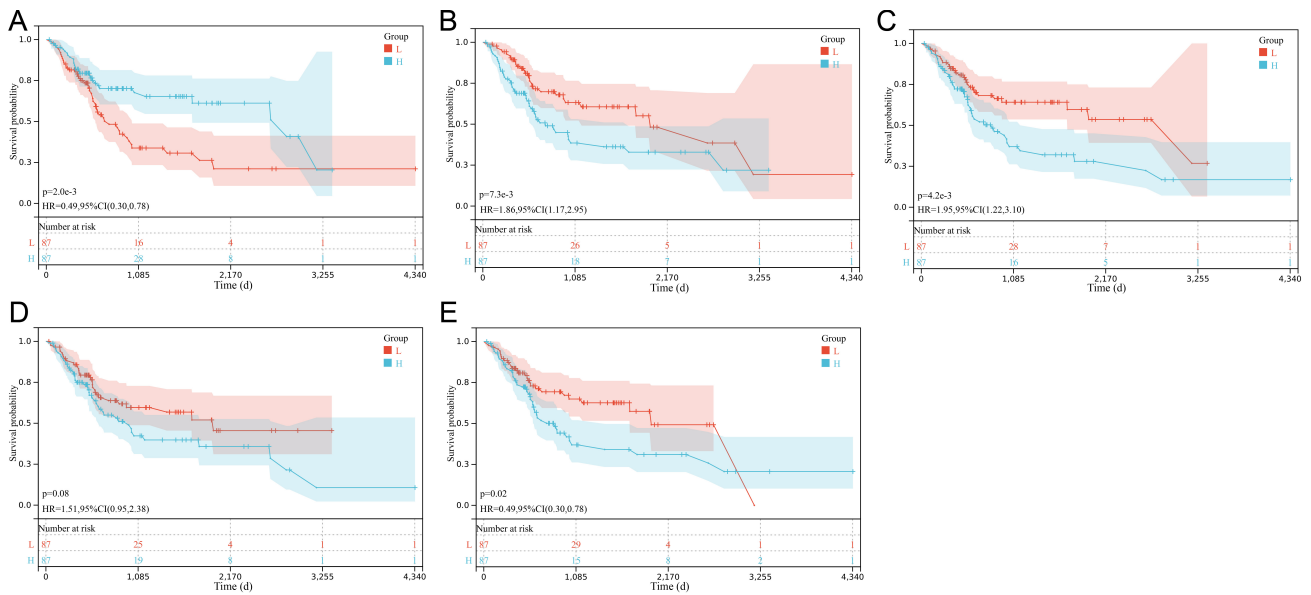 A
Group
L
H
Survival probability
1.0
0.8
0.5
0.3
0.0
p=2.0e-3
HR=0.49,95%CI(0.30,0.78)
Number at risk
L 87 16 4 1 1
H 87 28 8 1 1
0 1,085 2,170 3,255 4,340
Time (d)
B
Group
L
H
Survival probability
1.0
0.8
0.5
0.3
0.0
p=7.3e-3
HR=1.86,95%CI(1.17,2.95)
Number at risk
L 87 26 5 1 1
H 87 18 7 1 1
0 1,085 2,170 3,255 4,340
Time (d)
C
Group
L
H
Survival probability
1.0
0.8
0.5
0.3
0.0
p=4.2e-3
HR=1.95,95%CI(1.22,3.10)
Number at risk
L 87 28 7 1 1
H 87 16 5 1 1
0 1,085 2,170 3,255 4,340
Time (d)
D
Group
L
H
Survival probability
1.0
0.8
0.5
0.3
0.0
p=0.08
HR=1.51,95%CI(0.95,2.38)
Number at risk
L 87 25 4 1 1
H 87 19 8 1 1
0 1,085 2,170 3,255 4,340
Time (d)
E
Group
L
H
Survival probability
1.0
0.8
0.5
0.3
0.0
p=0.02
HR=0.49,95%CI(0.30,0.78)
Number at risk
L 87 29 4 1 1
H 87 15 8 2 1
0 1,085 2,170 3,255 4,340
Time (d)